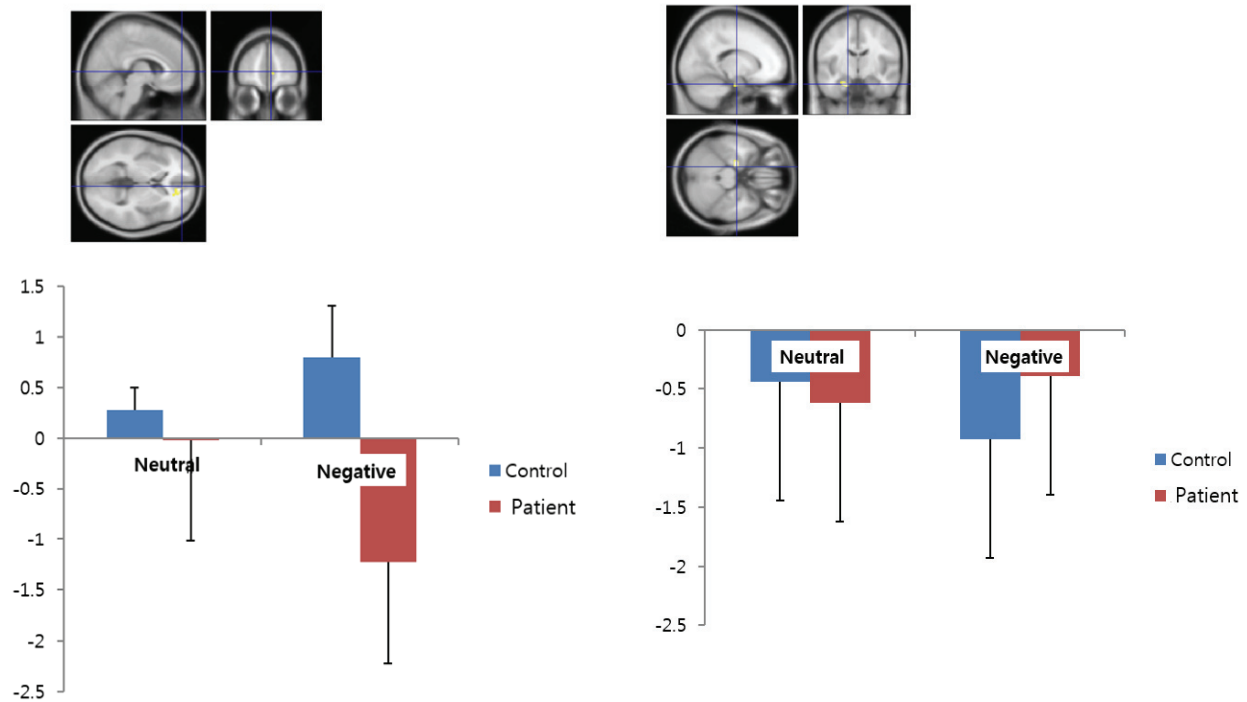 1.5
1
0.5
0
-0.5
-1
-1.5
-2
-2.5
Neutral
Negative
Control
Patient
0
-0.5
-1
-1.5
-2
-2.5
Neutral
Negative
Control
Patient